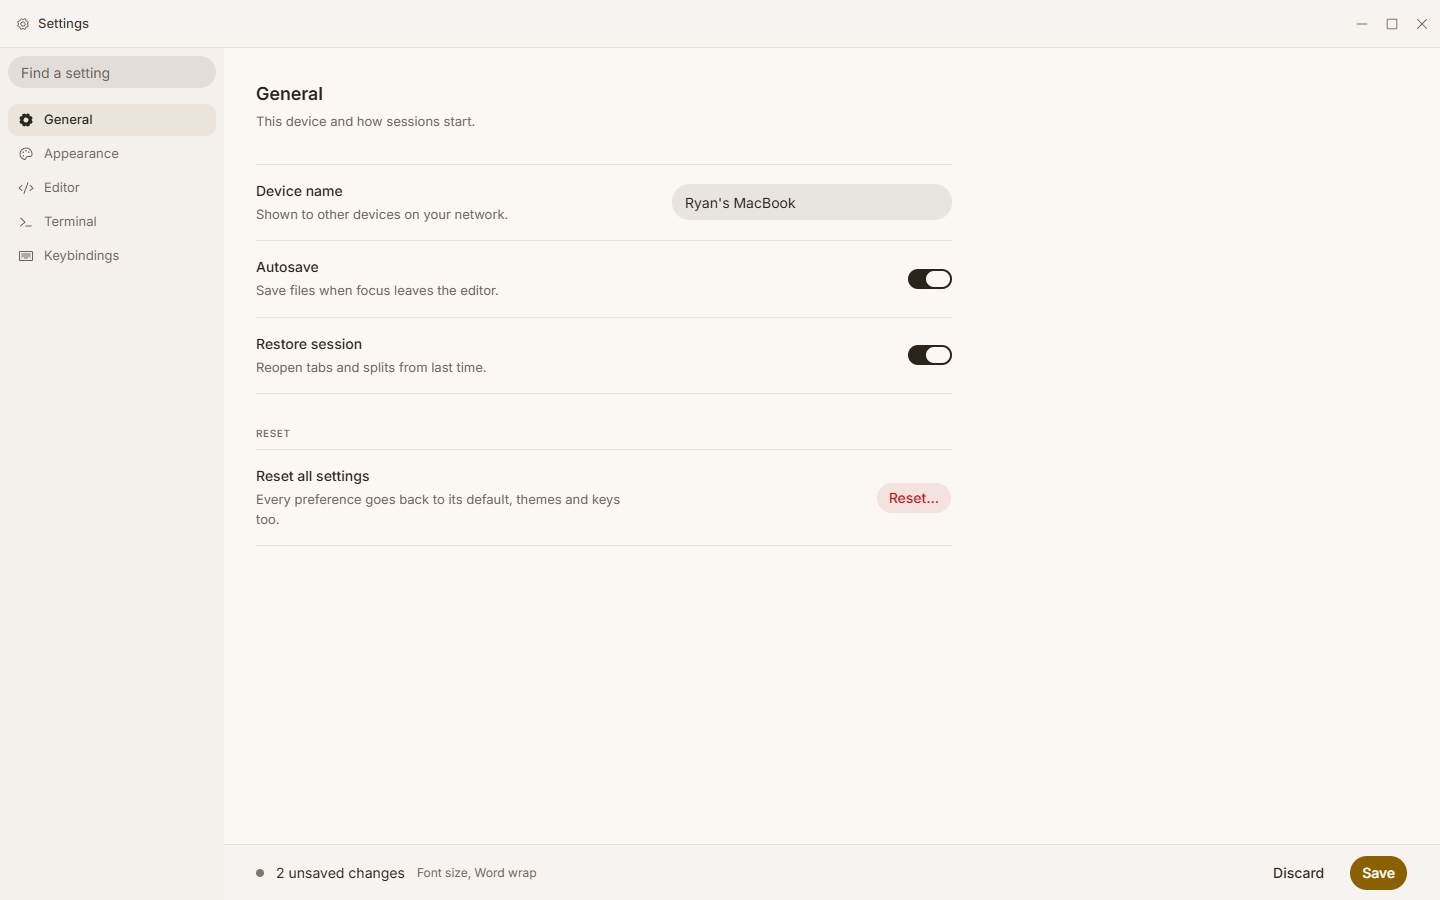 Settings
Find a setting
General
Appearance
Editor
Terminal
Keybindings
General
This device and how sessions start.
Device name
Shown to other devices on your network.
Ryan's MacBook
Autosave
Save files when focus leaves the editor.
Restore session
Reopen tabs and splits from last time.
RESET
Reset all settings
Every preference goes back to its default, themes and keys
too.
Reset...
2 unsaved changes
Font size, Word wrap
Discard
Save